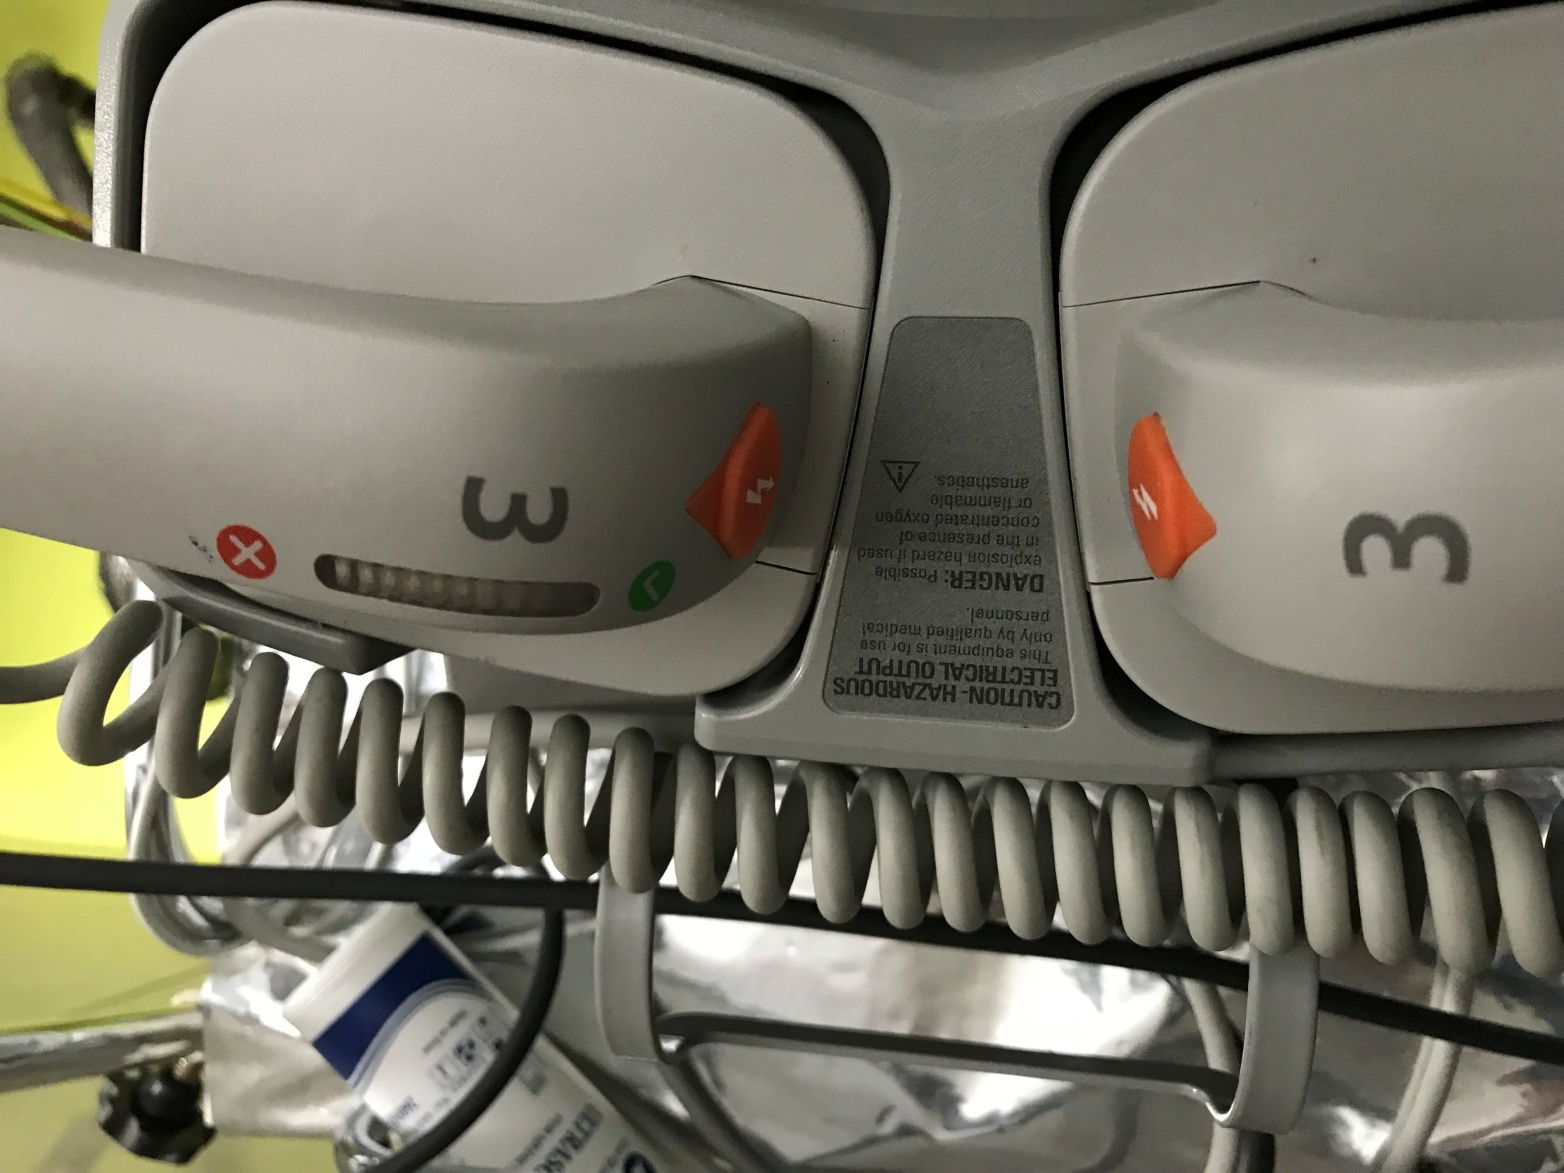 3
3
CAUTION - HAZARDOUS
ELECTRICAL OUTPUT
This equipment is for use
only by qualified medical
personnel.
DANGER: Possible
explosion hazard if used
in the presence of
concentrated oxygen
or flammable
anesthetics.